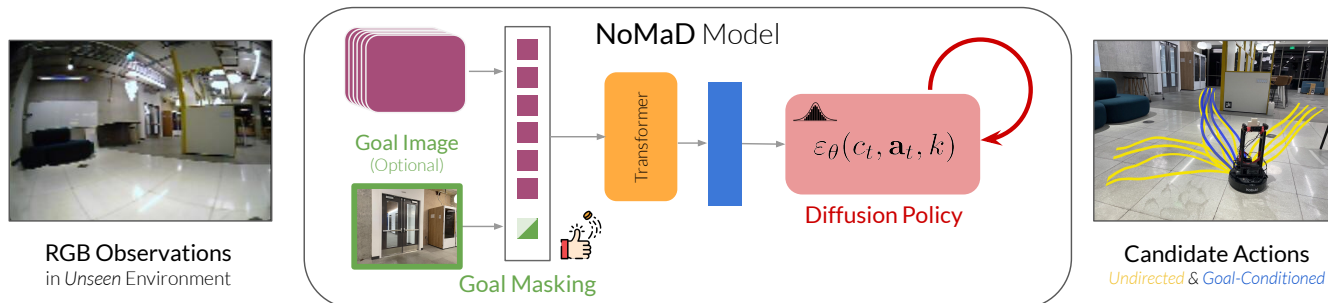 NoMaD Model
RGB Observations
in Unseen Environment
Goal Image
(Optional)
Goal Masking
Transformer
εθ(cₜ, 𝐚ₜ, k)
Diffusion Policy
Candidate Actions
Undirected & Goal-Conditioned